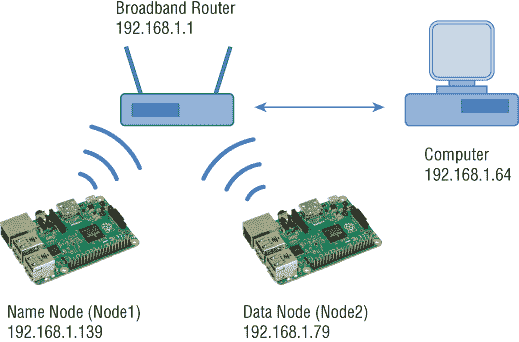 Broadband Router
192.168.1.1
Computer
192.168.1.64
Name Node (Node1)
192.168.1.139
Data Node (Node2)
192.168.1.79